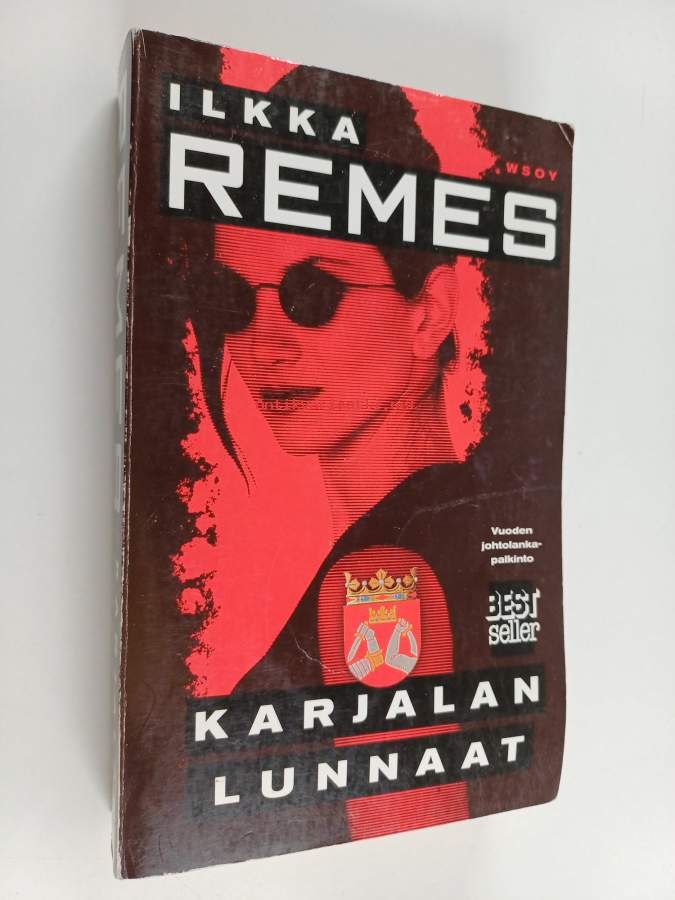 ILKKA
REMES
WSOY
Vuoden
johtolanka-
palkinto
BEST
seller
KARJALAN
LUNNAAT